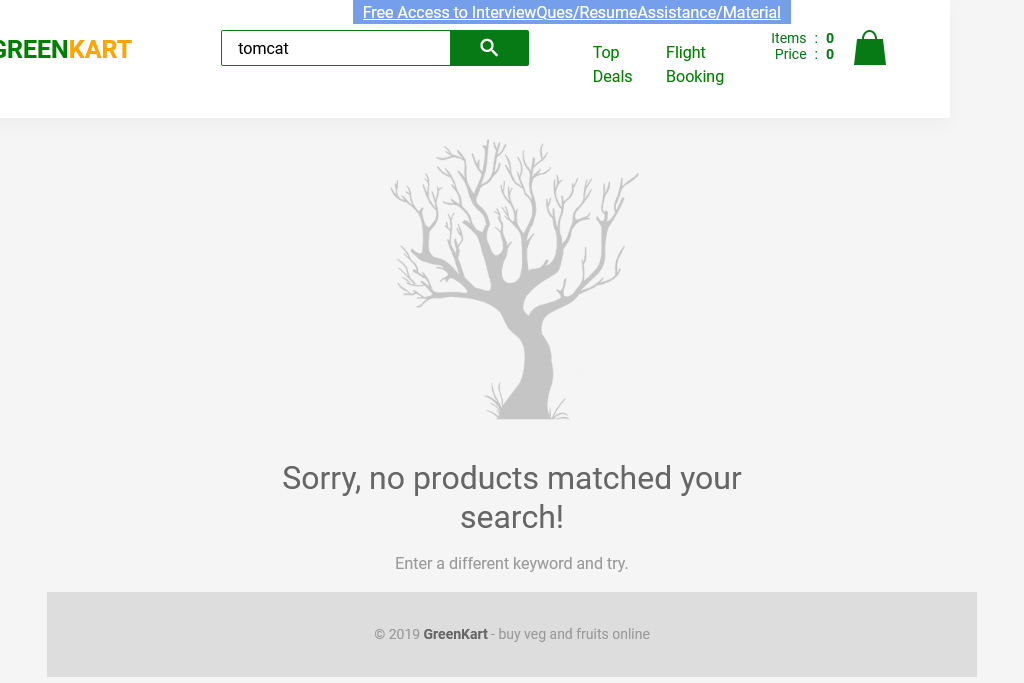 Free Access to InterviewQues/ResumeAssistance/Material
GREENKART
tomcat
Top Deals
Flight Booking
Items : 0
Price : 0
Sorry, no products matched your
search!
Enter a different keyword and try.
© 2019 GreenKart - buy veg and fruits online